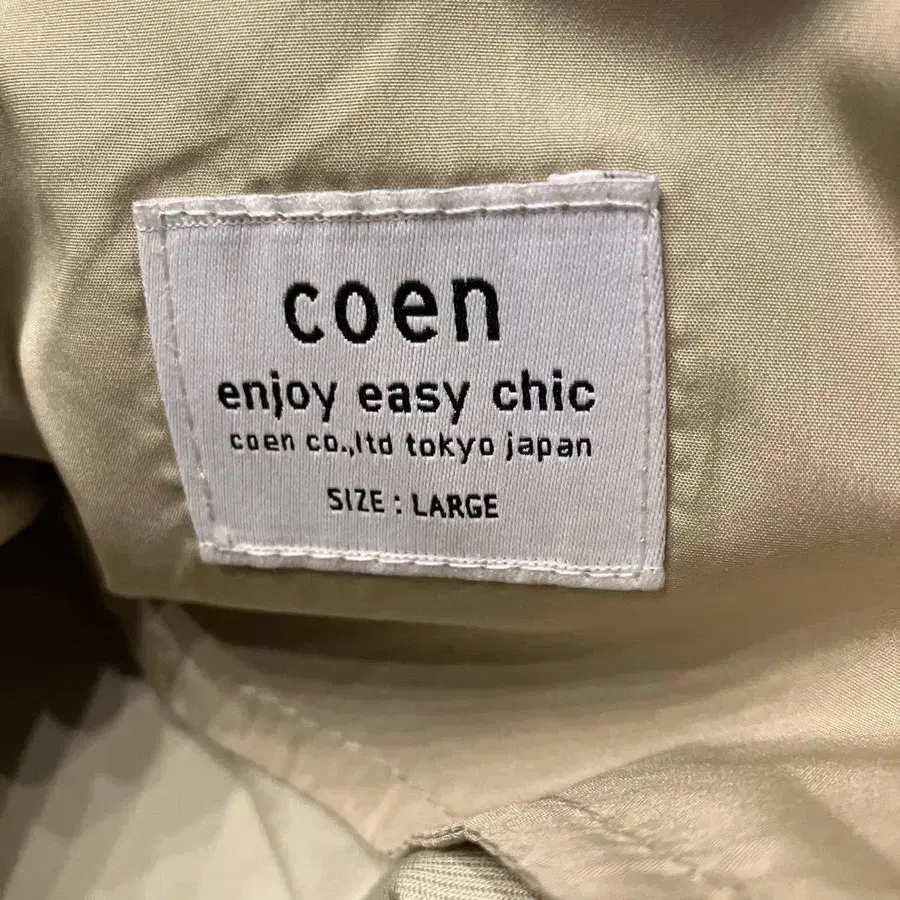 coen
enjoy easy chic
coen co.,ltd tokyo japan
SIZE : LARGE